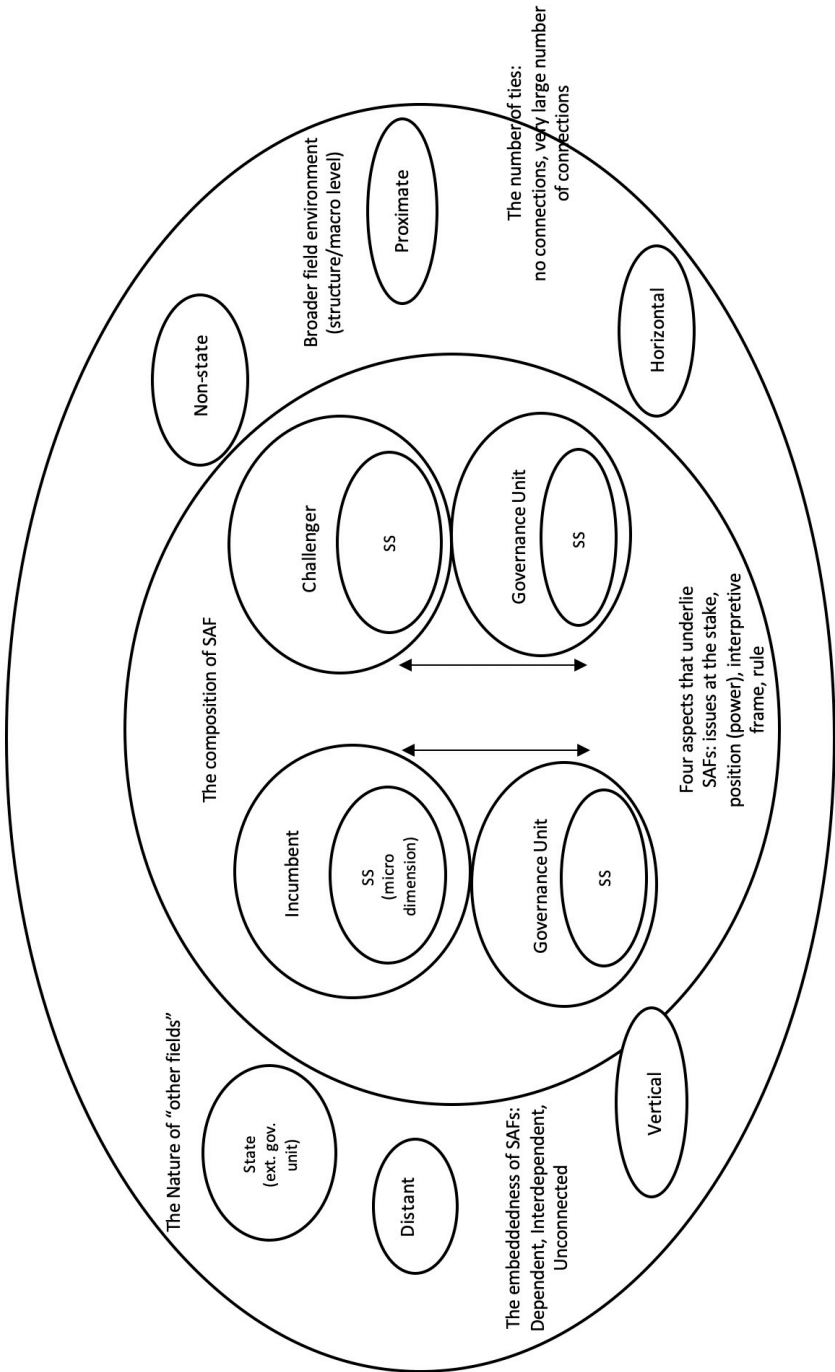 The Nature of "other fields"
State
(ext. gov.
unit)
Distant
The embeddedness of SAFs:
Dependent, Interdependent,
Unconnected
Vertical
The composition of SAF
Incumbent
SS
(micro
dimension)
Governance Unit
SS
Challenger
SS
Governance Unit
SS
Four aspects that underlie
SAFs: issues at the stake,
position (power), interpretive
frame, rule
Non-state
Broader field environment
(structure/macro level)
Proximate
The number of ties:
no connections, very large number
of connections
Horizontal